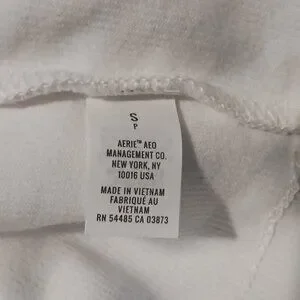 S
P
AERIE™ AEO
MANAGEMENT CO.
NEW YORK, NY
10016 USA
MADE IN VIETNAM
FABRIQUÉ AU
VIETNAM
RN 54485 CA 03873